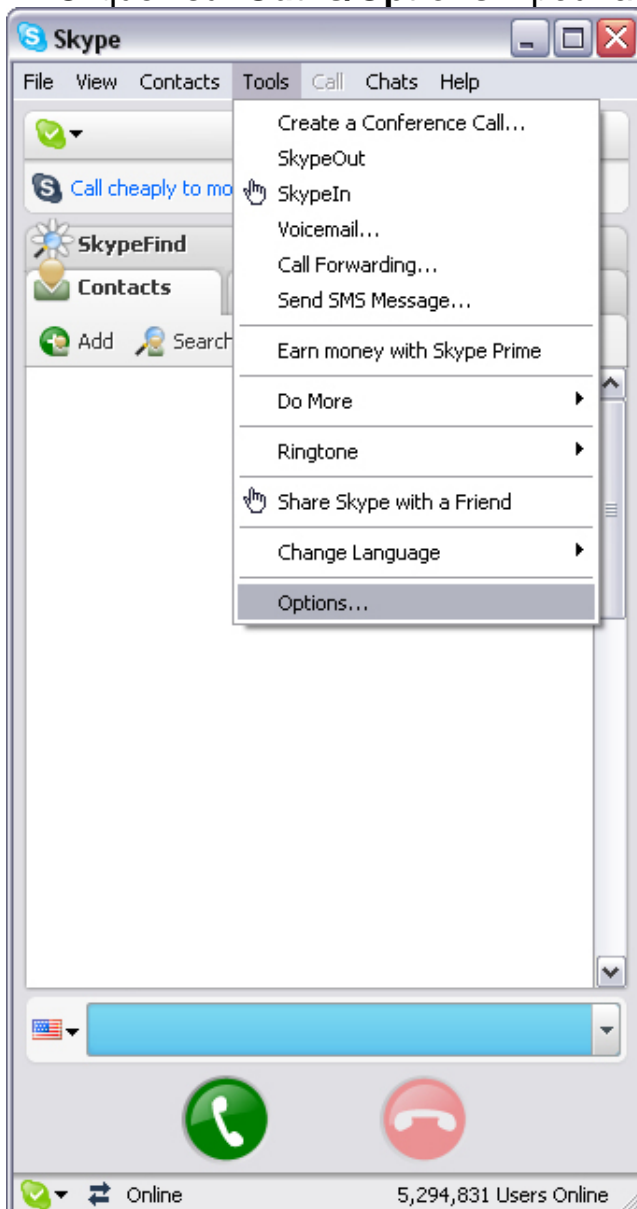 Skype
File View Contacts Tools Call Chats Help
Create a Conference Call...
SkypeOut
Call cheaply to mo
SkypeIn
SkypeFind
Voicemail...
Contacts
Call Forwarding...
Send SMS Message...
Add Search
Earn money with Skype Prime
Do More
Ringtone
Share Skype with a Friend
Change Language
Options...
Online 5,294,831 Users Online